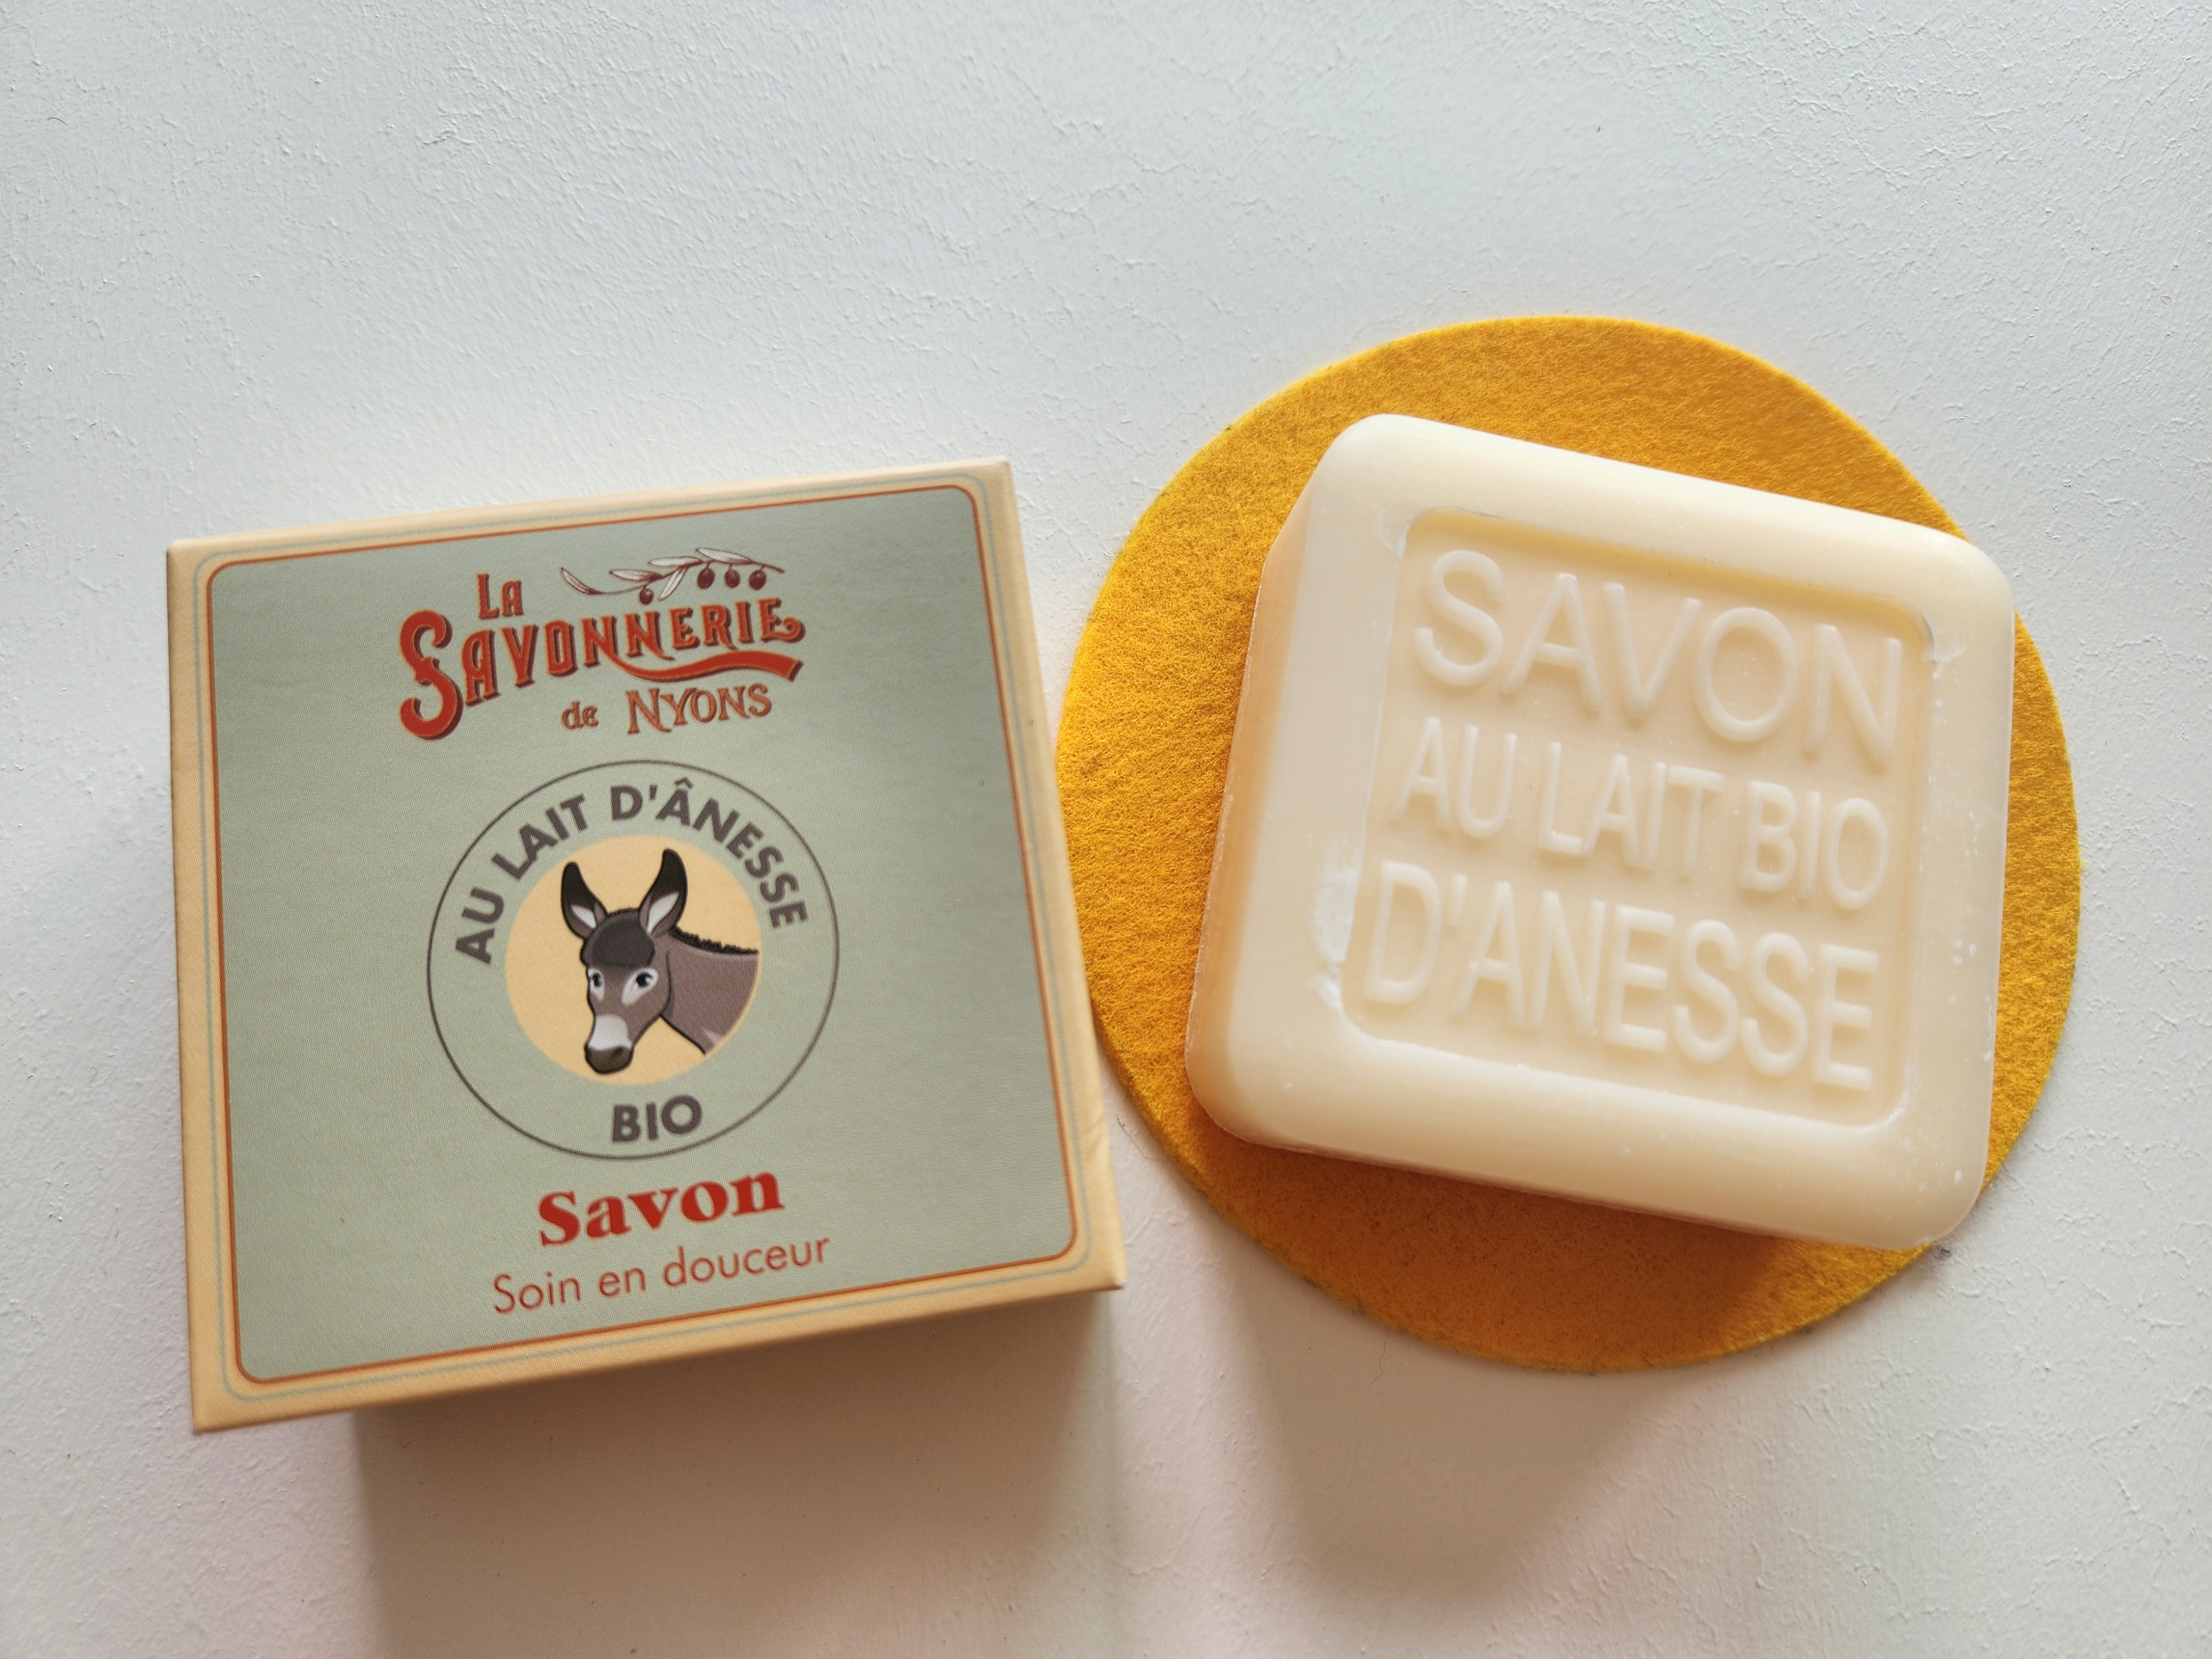 LA
SAVONNERIE
de NYONS
AU LAIT D'ÂNESSE
BIO
Savon
Soin en douceur
SAVON
AU LAIT BIO
D'ANESSE